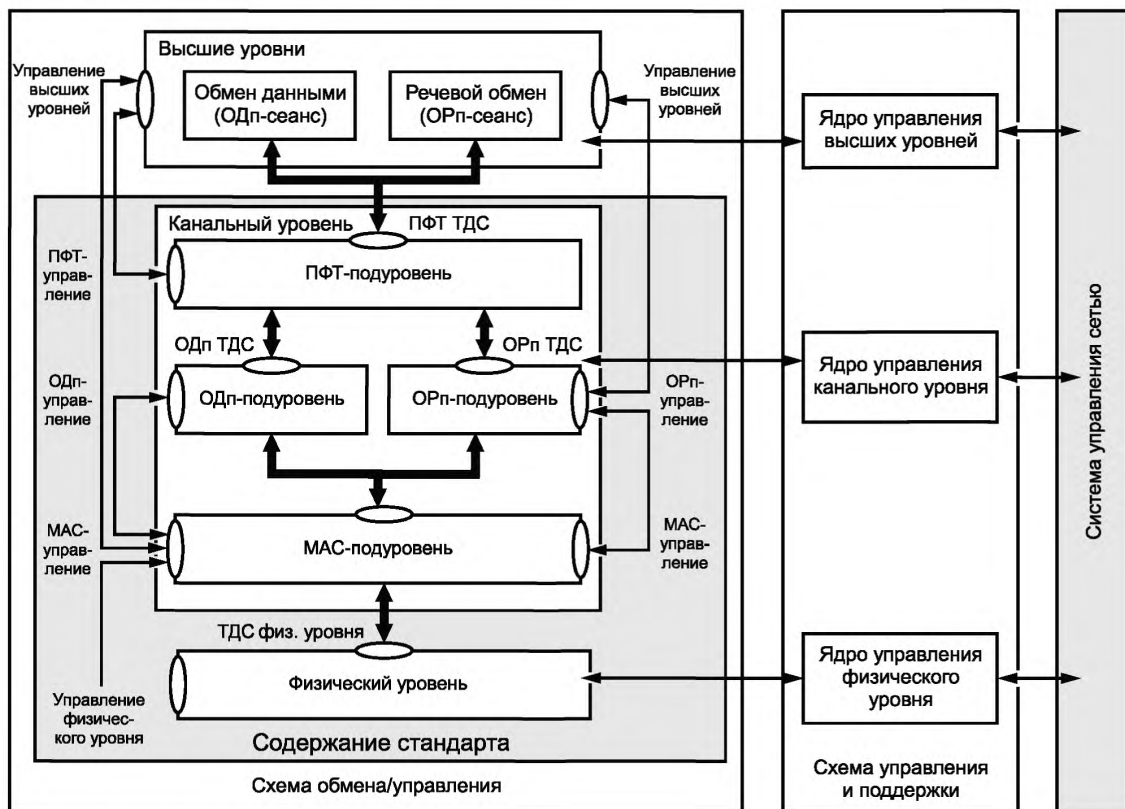 Высшие уровни
Управление
высших
уровней
Обмен данными
(ОДп-сеанс)
Речевой обмен
(ОРп-сеанс)
Управление
высших
уровней
Ядро управления
высших уровней
Канальный уровень
ПФТ ТДС
ПФТ-
управ-
ление
ПФТ-подуровень
ОДп ТДС
ОРп ТДС
ОДп-
управ-
ление
ОДп-подуровень
ОРп-подуровень
ОРп-
управ-
ление
Ядро управления
канального уровня
Система управления сетью
МАС-
управ-
ление
МАС-подуровень
МАС-
управ-
ление
ТДС физ. уровня
Физический уровень
Ядро управления
физического
уровня
Управление
физичес-
кого уровня
Содержание стандарта
Схема обмена/управления
Схема управления
и поддержки